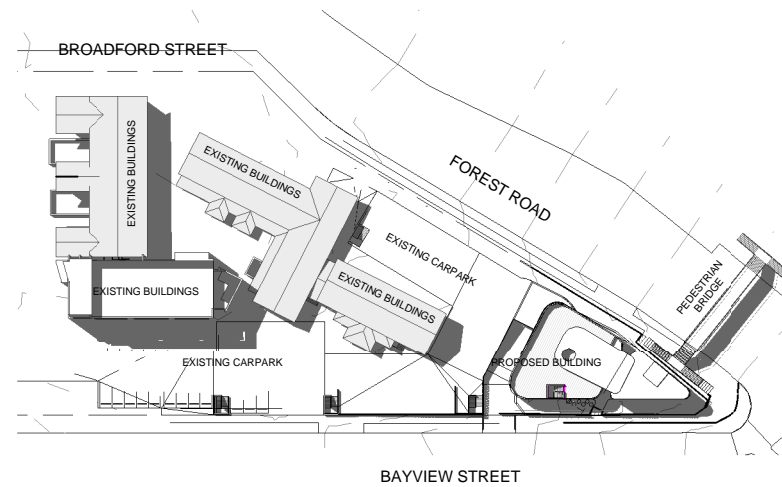 BROADFORD STREET
EXISTING BUILDINGS
EXISTING BUILDINGS
FOREST ROAD
EXISTING CARPARK
PEDESTRIAN
BRIDGE
EXISTING BUILDINGS
EXISTING BUILDINGS
EXISTING CARPARK
PROPOSED BUILDING
BAYVIEW STREET